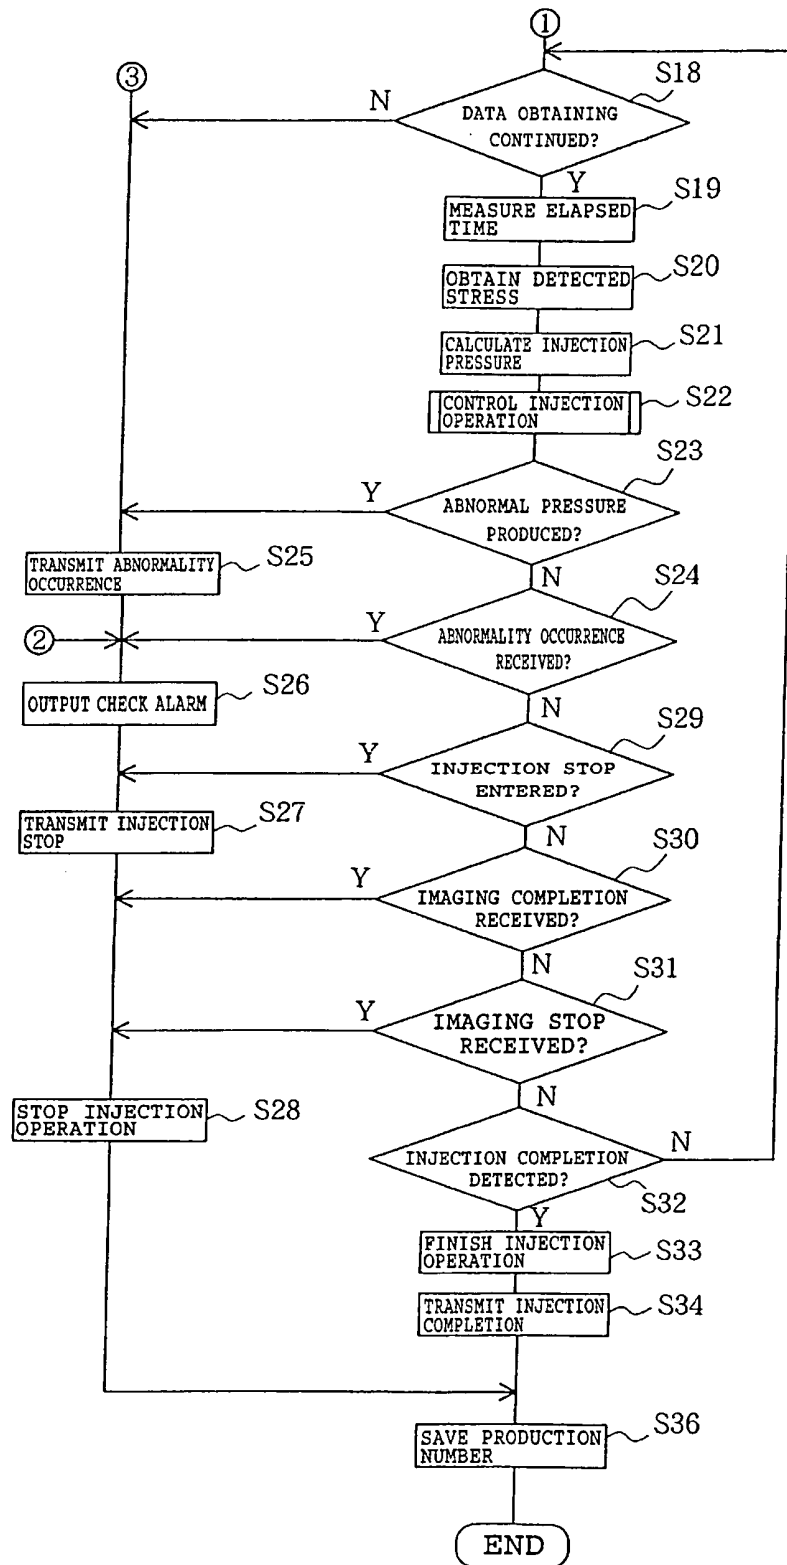 ①
③
S18
N
DATA OBTAINING
CONTINUED?
Y
S19
MEASURE ELAPSED
TIME
S20
OBTAIN DETECTED
STRESS
S21
CALCULATE INJECTION
PRESSURE
S22
CONTROL INJECTION
OPERATION
S23
Y
ABNORMAL PRESSURE
PRODUCED?
S25
TRANSMIT ABNORMALITY
OCCURRENCE
N
S24
②
Y
ABNORMALITY OCCURRENCE
RECEIVED?
S26
OUTPUT CHECK ALARM
N
S29
Y
INJECTION STOP
ENTERED?
S27
TRANSMIT INJECTION
STOP
N
S30
Y
IMAGING COMPLETION
RECEIVED?
N
S31
Y
IMAGING STOP
RECEIVED?
N
STOP INJECTION
OPERATION
S28
N
INJECTION COMPLETION
DETECTED?
S32
Y
FINISH INJECTION
OPERATION
S33
TRANSMIT INJECTION
COMPLETION
S34
S36
SAVE PRODUCTION
NUMBER
END